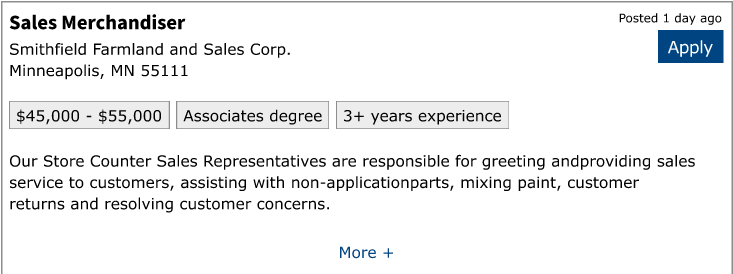 Sales Merchandiser
Posted 1 day ago
Smithfield Farmland and Sales Corp.
Apply
Minneapolis, MN 55111
$45,000 - $55,000
Associates degree
3+ years experience
Our Store Counter Sales Representatives are responsible for greeting andproviding sales
service to customers, assisting with non-applicationparts, mixing paint, customer
returns and resolving customer concerns.
More +